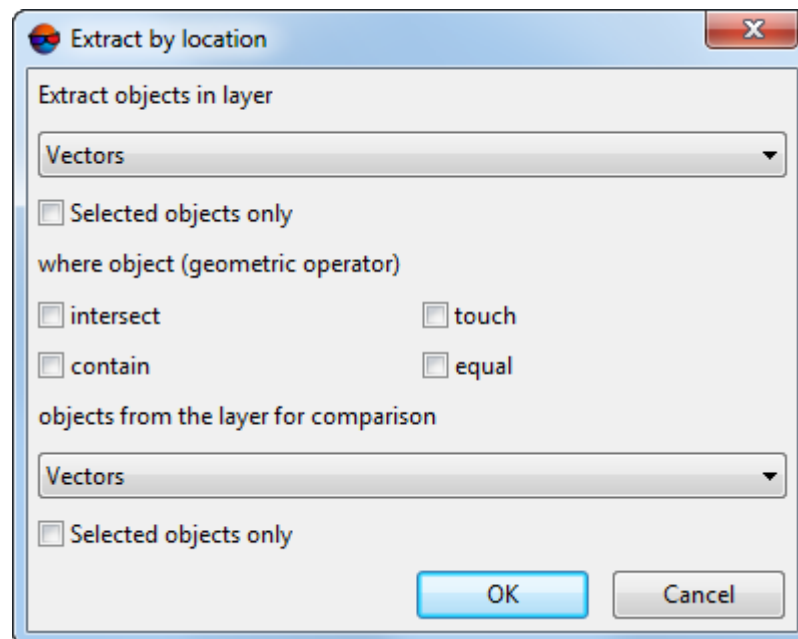 Extract by location
Extract objects in layer
Vectors
Selected objects only
where object (geometric operator)
intersect touch
contain equal
objects from the layer for comparison
Vectors
Selected objects only
OK Cancel